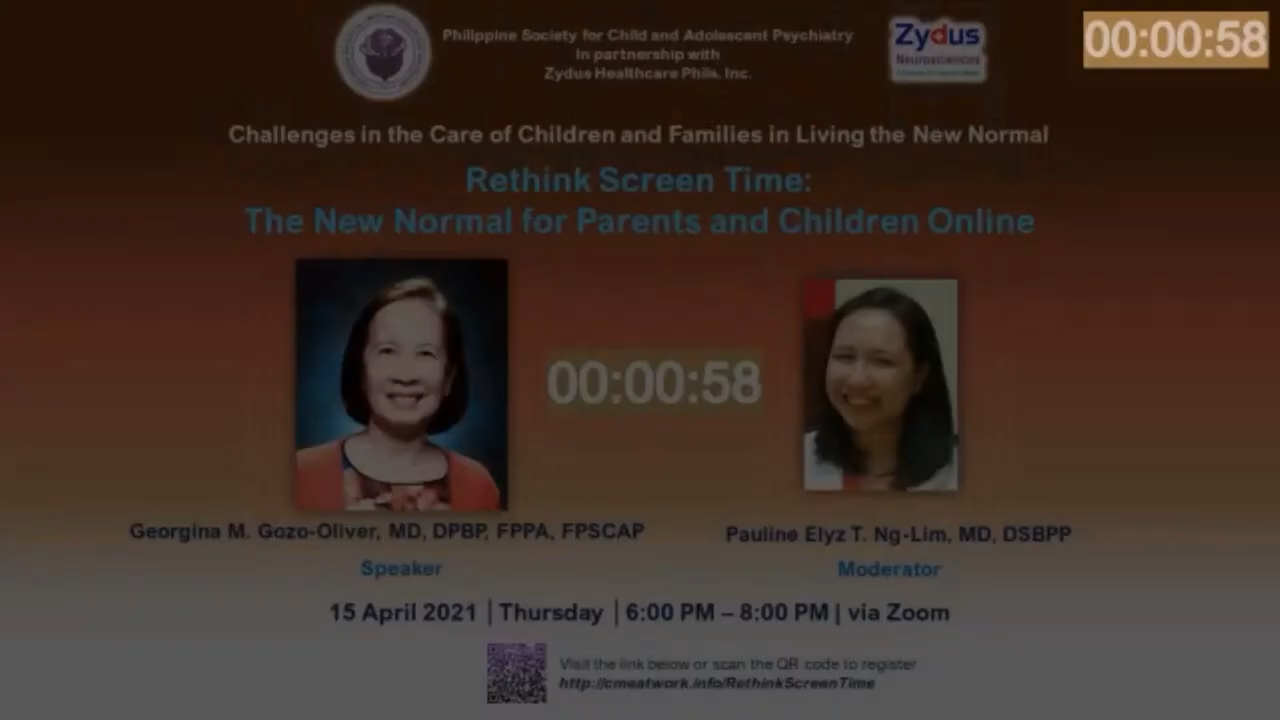 00:00:58
Philippine Society for Child and Adolescent Psychiatry
In partnership with
Zydus Healthcare Phils. Inc.
Zydus
Neurosciences
Challenges in the Care of Children and Families in Living the New Normal
Rethink Screen Time:
The New Normal for Parents and Children Online
00:00:58
Georgina M. Gozo-Oliver, MD, DPBP, FPPA, FPSCAP
Speaker
Pauline Elyz T. Ng-Lim, MD, DSBPP
Moderator
15 April 2021 | Thursday | 6:00 PM – 8:00 PM | via Zoom
Visit the link below or scan the QR code to register
http://cmeatwork.info/RethinkScreenTime